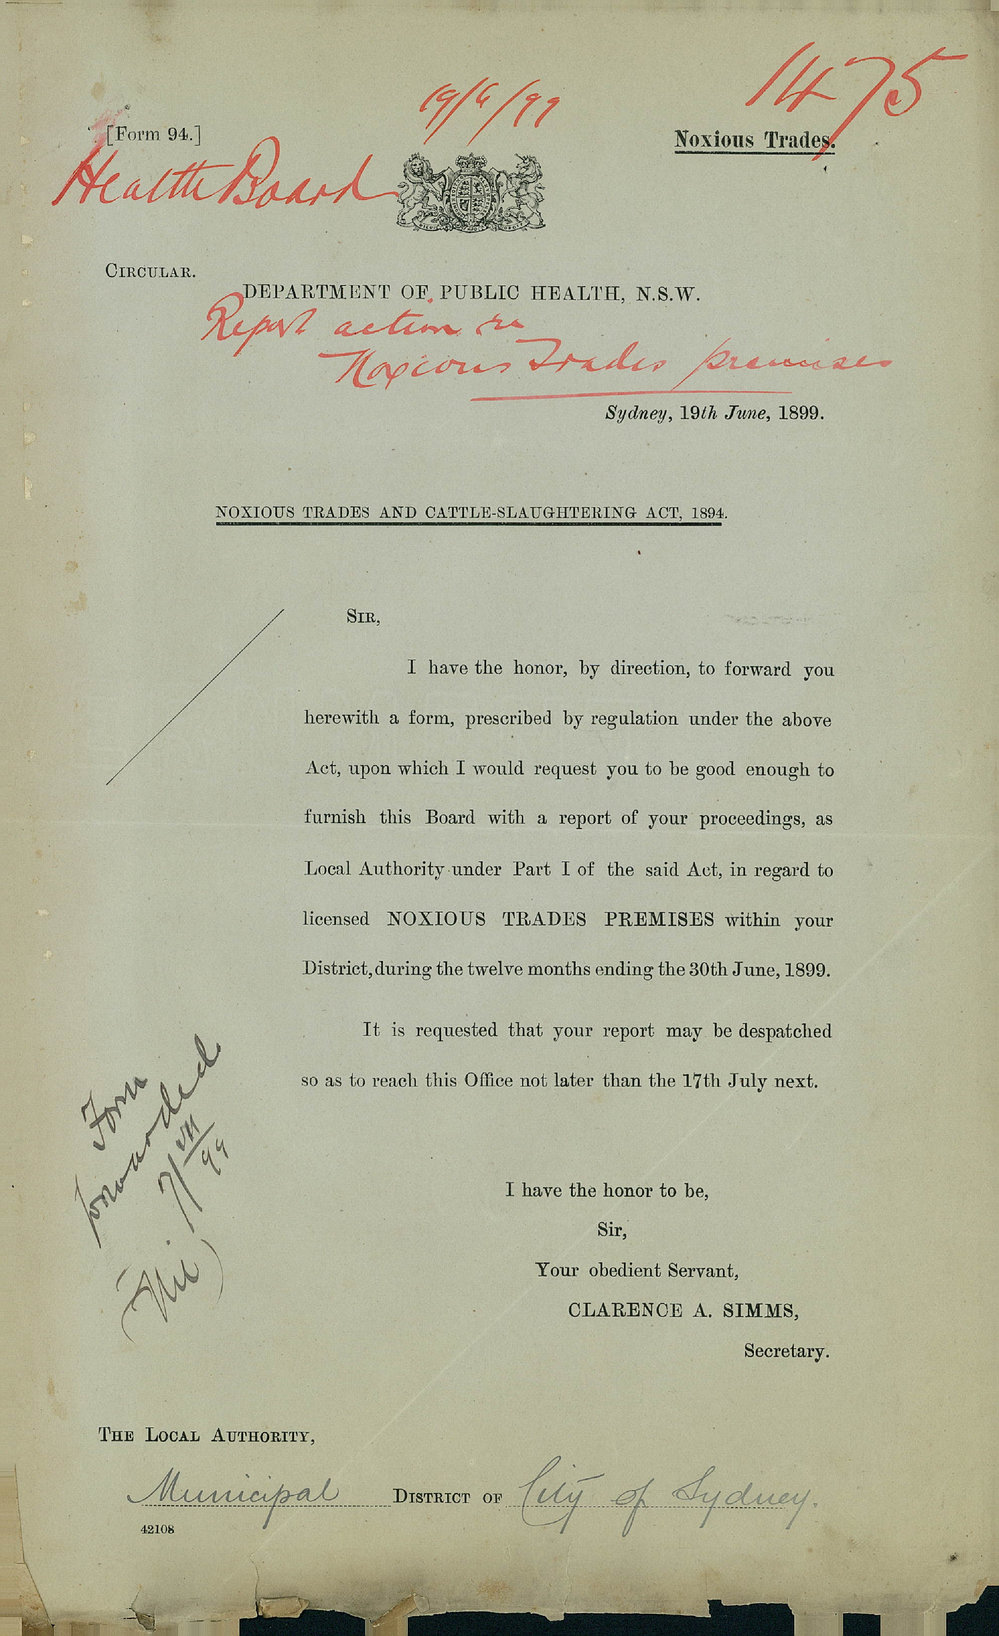 1475
19/6/99
[Form 94.]
Noxious Trades.
Health Board
CIRCULAR.
DEPARTMENT OF PUBLIC HEALTH, N.S.W.
Report action re
Noxious Trades premises
Sydney, 19th June, 1899.
NOXIOUS TRADES AND CATTLE-SLAUGHTERING ACT, 1894.
SIR,
I have the honor, by direction, to forward you
herewith a form, prescribed by regulation under the above
Act, upon which I would request you to be good enough to
furnish this Board with a report of your proceedings, as
Local Authority under Part I of the said Act, in regard to
licensed NOXIOUS TRADES PREMISES within your
District, during the twelve months ending the 30th June, 1899.
It is requested that your report may be despatched
so as to reach this Office not later than the 17th July next.
Form
forwarded
7/VII/99
(Nil)
I have the honor to be,
Sir,
Your obedient Servant,
CLARENCE A. SIMMS,
Secretary.
THE LOCAL AUTHORITY,
Municipal DISTRICT OF City of Sydney.
42108